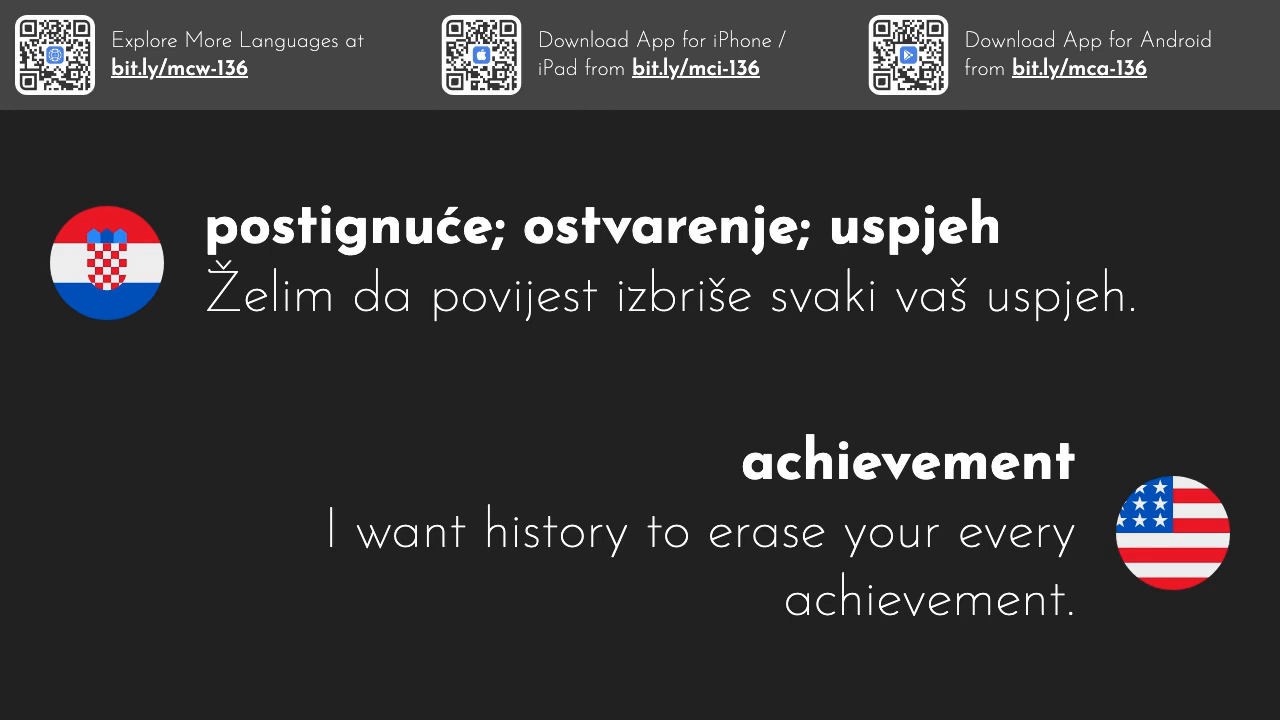 Explore More Languages at
bit.ly/mcw-136
Download App for iPhone /
iPad from bit.ly/mci-136
Download App for Android
from bit.ly/mca-136
postignuće; ostvarenje; uspjeh
Želim da povijest izbriše svaki vaš uspjeh.
achievement
I want history to erase your every
achievement.